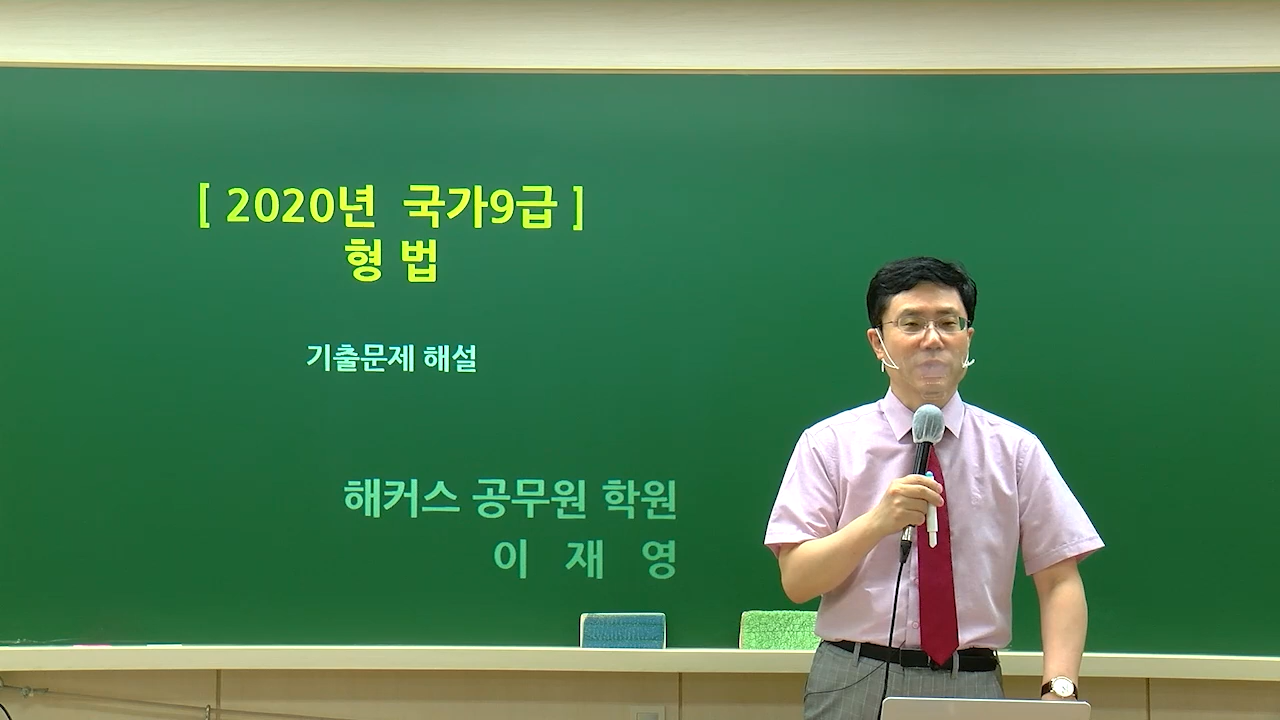 [ 2020년 국가9급 ]
형 법
기출문제 해설
해커스 공무원 학원
이 재 영